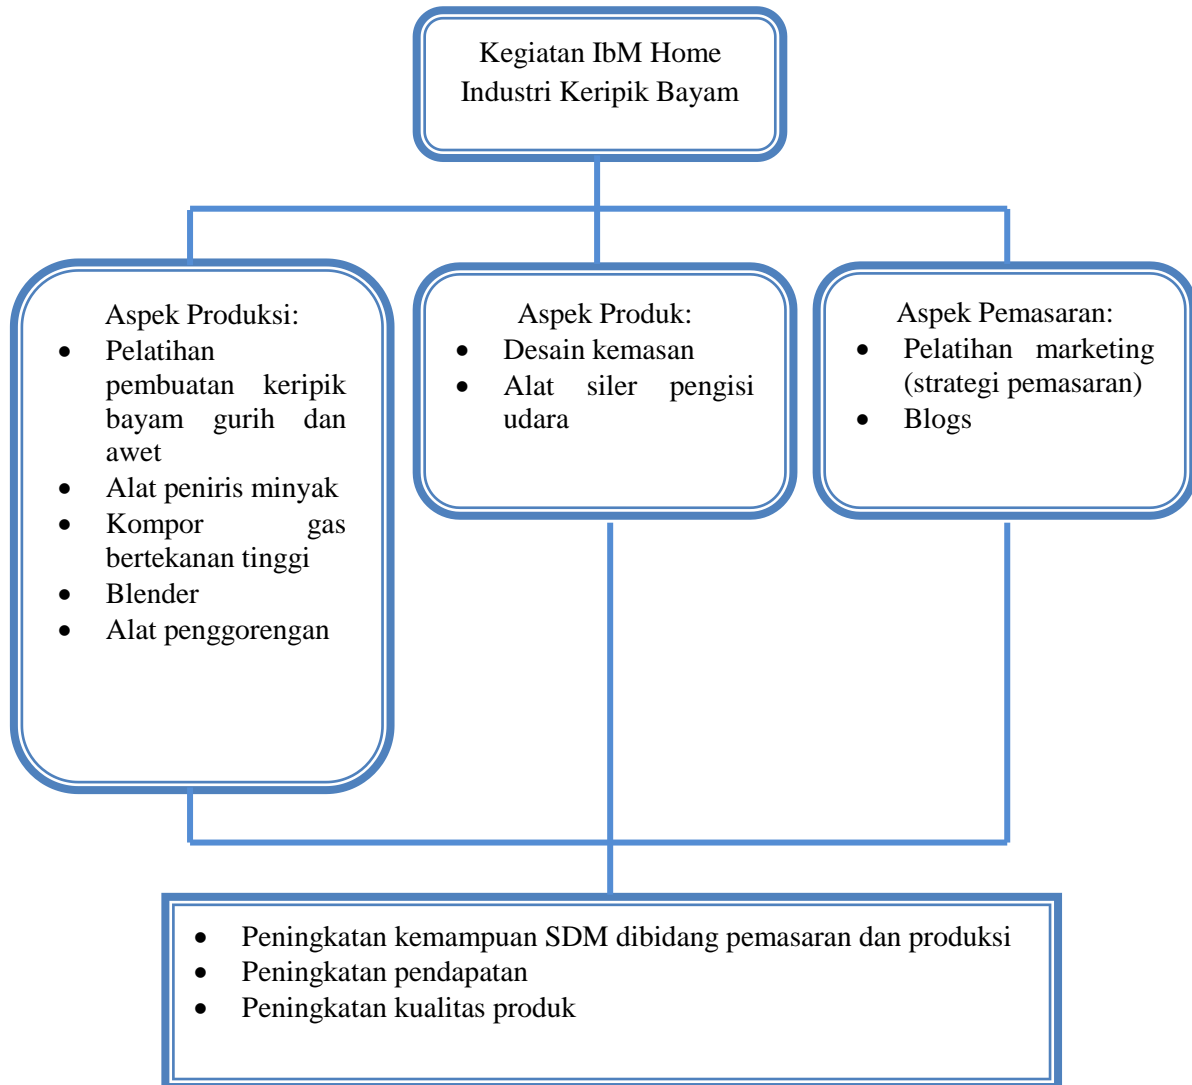 Kegiatan IbM Home
Industri Keripik Bayam
Aspek Produksi:
• Pelatihan
pembuatan keripik
bayam gurih dan
awet
• Alat peniris minyak
• Kompor gas
bertekanan tinggi
• Blender
• Alat penggorengan
Aspek Produk:
• Desain kemasan
• Alat siler pengisi
udara
Aspek Pemasaran:
• Pelatihan marketing
(strategi pemasaran)
• Blogs
• Peningkatan kemampuan SDM dibidang pemasaran dan produksi
• Peningkatan pendapatan
• Peningkatan kualitas produk